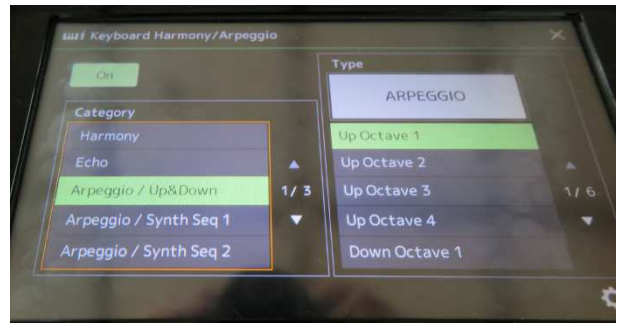 Keyboard Harmony/Arpeggio
On
Category
Harmony
Echo
Arpeggio / Up&Down
Arpeggio / Synth Seq 1
Arpeggio / Synth Seq 2
1/3
Type
ARPEGGIO
Up Octave 1
Up Octave 2
Up Octave 3
Up Octave 4
Down Octave 1
1/6